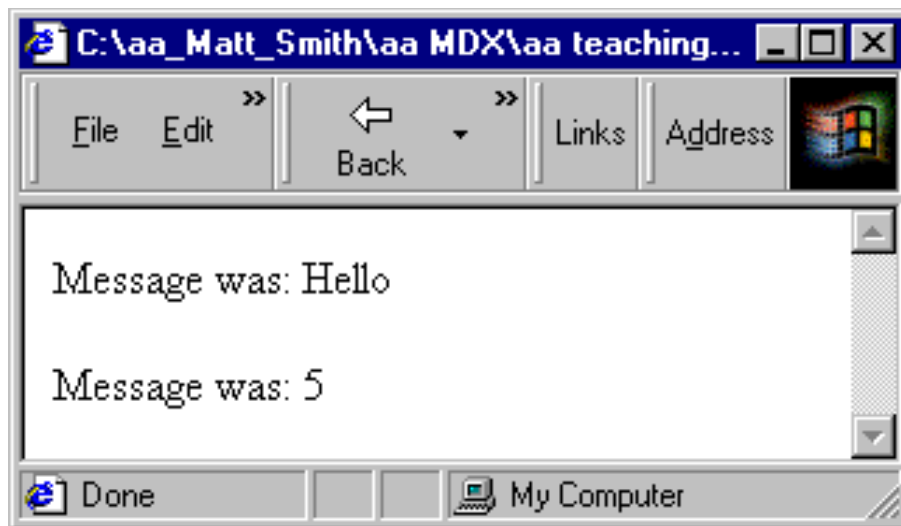 C:\aa_Matt_Smith\aa MDX\aa teaching...
File Edit » Back » Links Address
Message was: Hello
Message was: 5
Done My Computer